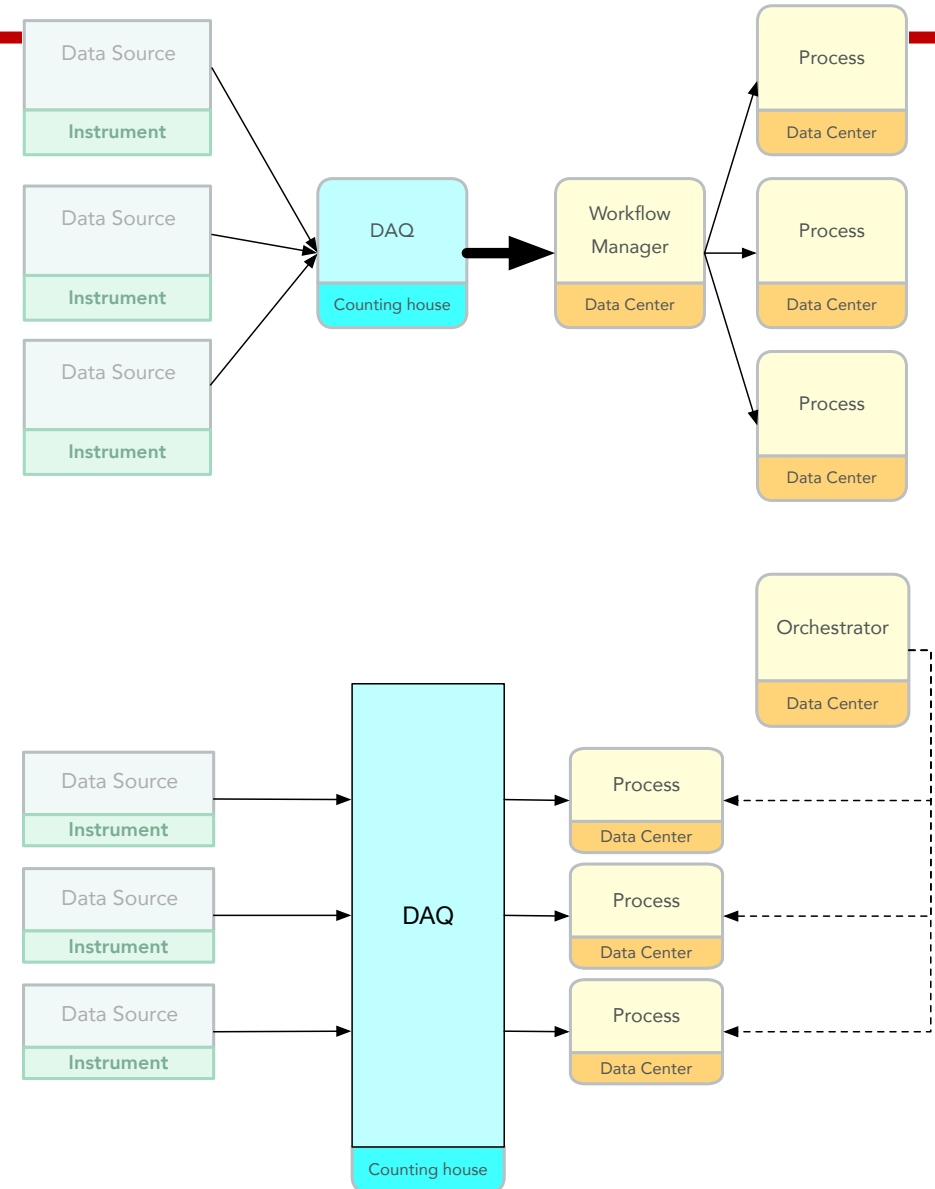 Data Source
Instrument
Data Source
Instrument
Data Source
Instrument
DAQ
Counting house
Workflow
Manager
Data Center
Process
Data Center
Process
Data Center
Process
Data Center
Orchestrator
Data Center
Data Source
Instrument
Data Source
Instrument
Data Source
Instrument
DAQ
Counting house
Process
Data Center
Process
Data Center
Process
Data Center